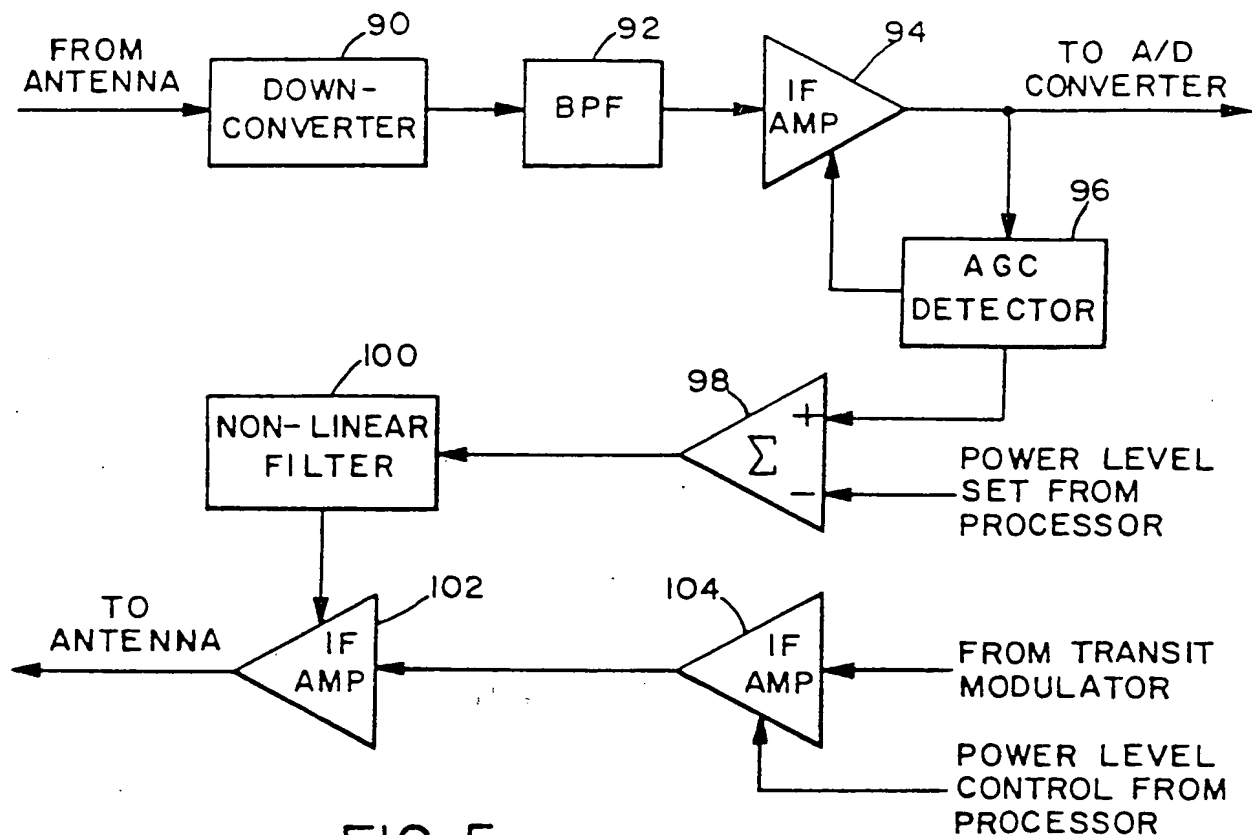 90
92
94
FROM
ANTENNA
TO A/D
CONVERTER
DOWN-
CONVERTER
BPF
IF
AMP
96
AGC
DETECTOR
100
98
NON-LINEAR
FILTER
Σ
+
-
POWER LEVEL
SET FROM
PROCESSOR
102
104
TO
ANTENNA
IF
AMP
IF
AMP
FROM TRANSIT
MODULATOR
POWER LEVEL
CONTROL FROM
PROCESSOR
FIG. 5